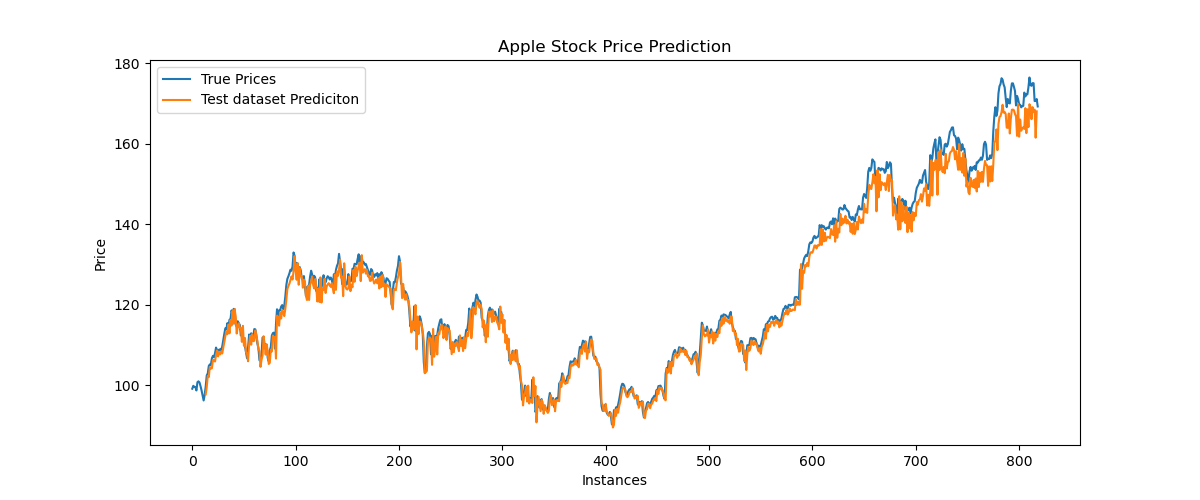 Apple Stock Price Prediction
True Prices
Test dataset Prediciton
Price
180
160
140
120
100
0 100 200 300 400 500 600 700 800
Instances